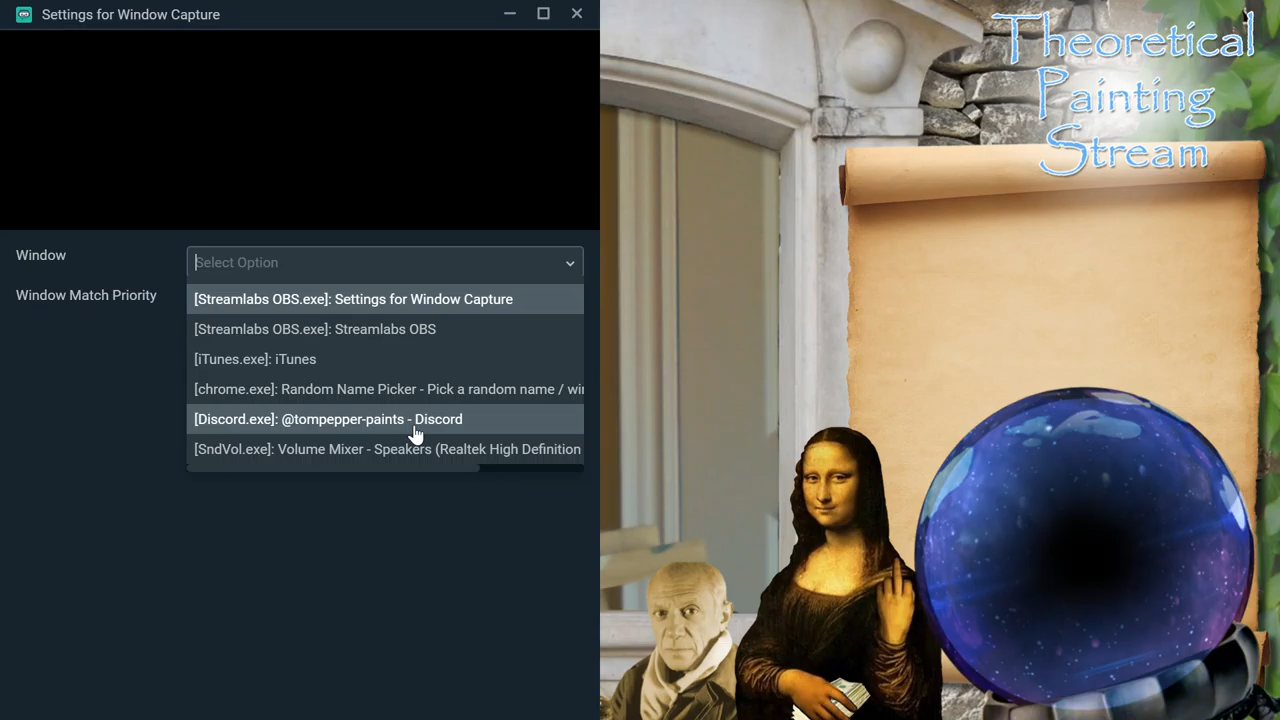 Settings for Window Capture
Window
Select Option
Window Match Priority
[Streamlabs OBS.exe]: Settings for Window Capture
[Streamlabs OBS.exe]: Streamlabs OBS
[iTunes.exe]: iTunes
[chrome.exe]: Random Name Picker - Pick a random name /
[Discord.exe]: @tompepper-paints - Discord
[SndVol.exe]: Volume Mixer - Speakers (Realtek High Definition
Theoretical
Painting
Stream